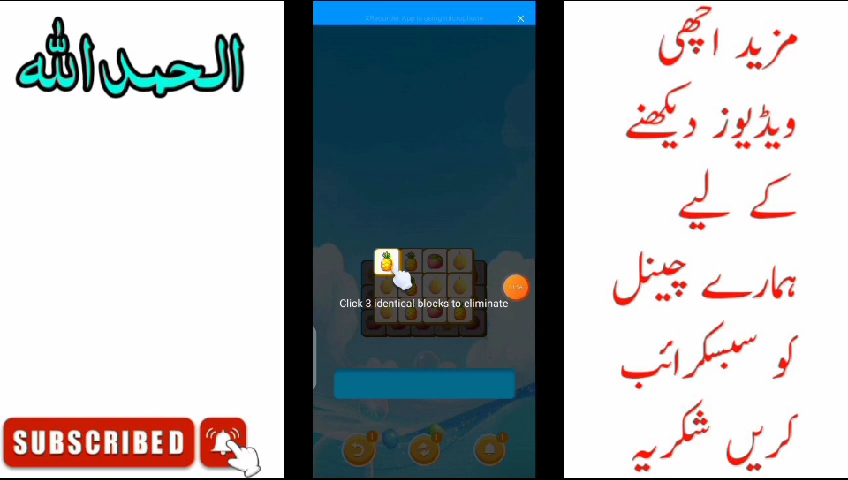 الحمدالله
Click 3 identical blocks to eliminate
SUBSCRIBED
مزید اچھی
ویڈیوز دیکھنے
کے لیے
ہمارے چینل
کو سبسکرائب
کریں شکریہ